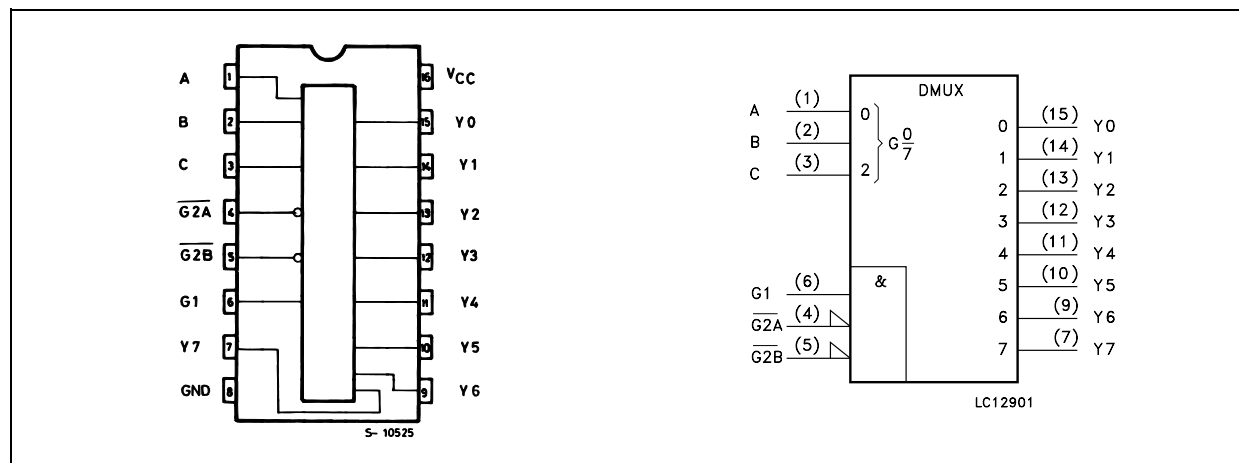 A 1 16 VCC
B 2 15 Y0
C 3 14 Y1
G2A 4 13 Y2
G2B 5 12 Y3
G1 6 11 Y4
Y7 7 10 Y5
GND 8 9 Y6
S- 10525
DMUX
A (1) 0 0 (15) Y0
B (2) G 0/7 1 (14) Y1
C (3) 2 2 (13) Y2
3 (12) Y3
4 (11) Y4
G1 (6) & 5 (10) Y5
G2A (4) 6 (9) Y6
G2B (5) 7 (7) Y7
LC12901